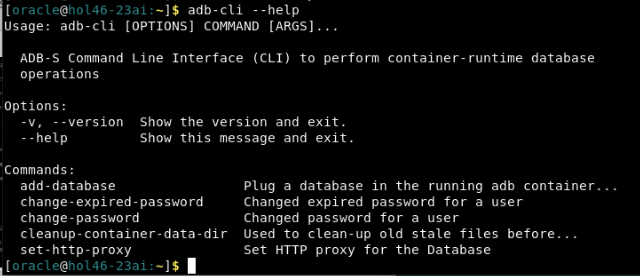 [oracle@hol46-23ai:~]$ adb-cli --help
Usage: adb-cli [OPTIONS] COMMAND [ARGS]...
ADB-S Command Line Interface (CLI) to perform container-runtime database
operations
Options:
-v, --version  Show the version and exit.
--help         Show this message and exit.
Commands:
add-database                Plug a database in the running adb container...
change-expired-password     Changed expired password for a user
change-password             Changed password for a user
cleanup-container-data-dir  Used to clean-up old stale files before...
set-http-proxy              Set HTTP proxy for the Database
[oracle@hol46-23ai:~]$